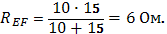 R_EF = (10 · 15)/(10 + 15) = 6 Ом.